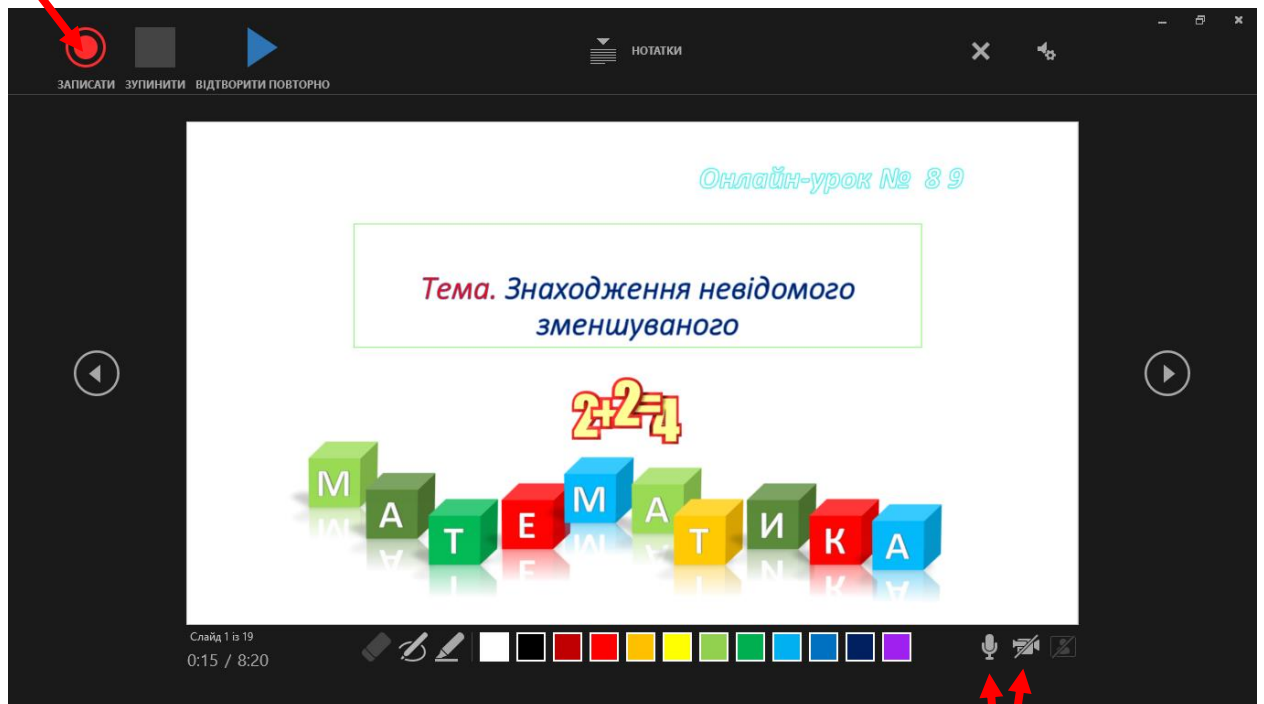 НОТАТКИ
ЗАПИСАТИ ЗУПИНИТИ ВІДТВОРИТИ ПОВТОРНО
Онлайн-урок № 8 9
Тема. Знаходження невідомого
зменшуваного
2+2=4
МАТЕМАТИКА
Слайд 1 із 19
0:15 / 8:20